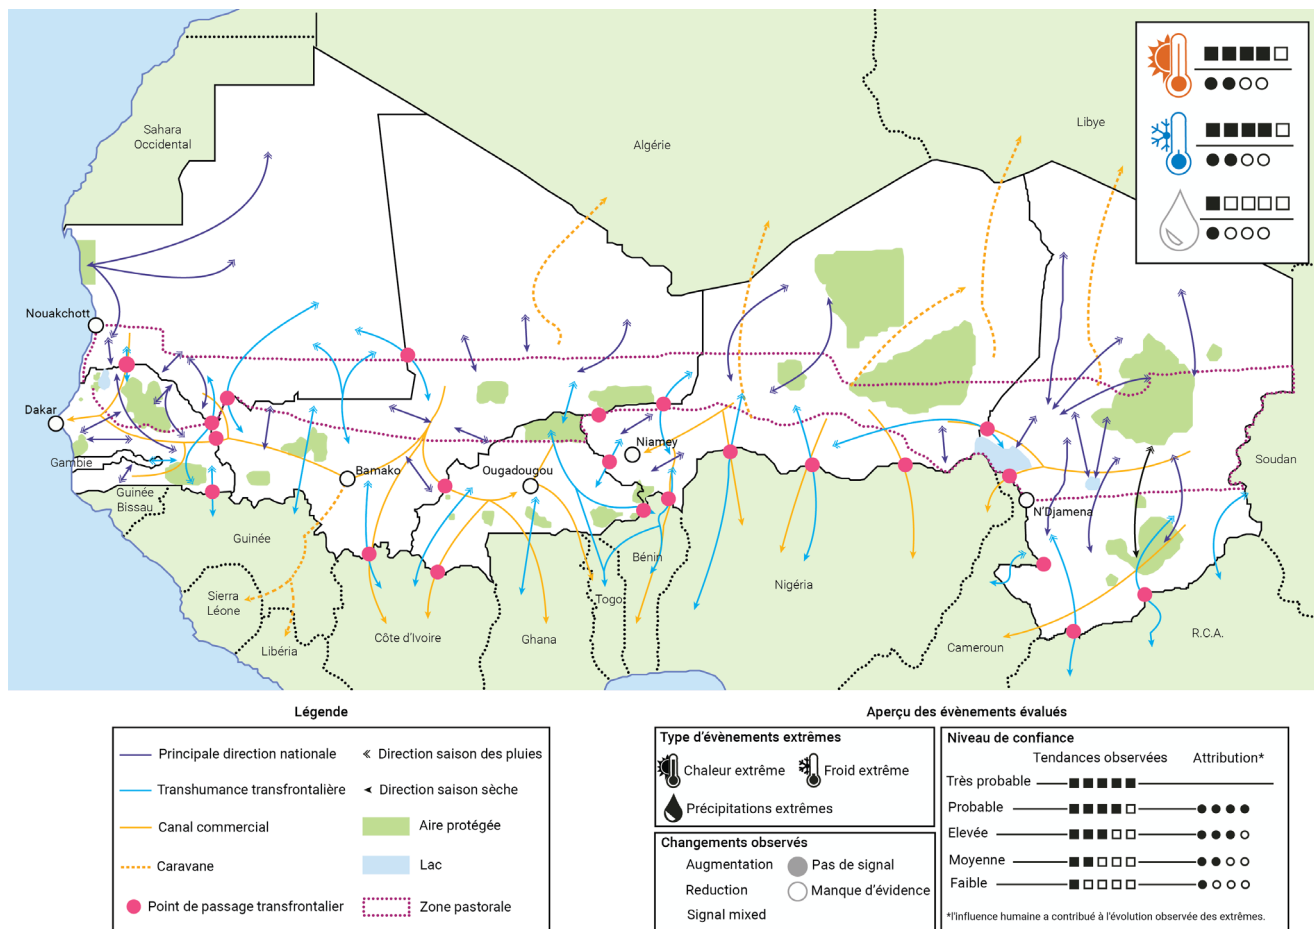 Sahara
Occidental
Algérie
Libye
Nouakchott
Dakar
Gambie
Guinée
Bissau
Bamako
Ougadougou
Niamey
N'Djamena
Soudan
Guinée
Sierra
Léone
Libéria
Côte d'Ivoire
Ghana
Togo
Bénin
Nigéria
Cameroun
R.C.A.
Légende
Principale direction nationale
Direction saison des pluies
Transhumance transfrontalière
Direction saison sèche
Canal commercial
Aire protégée
Caravane
Lac
Point de passage transfrontalier
Zone pastorale
Aperçu des évènements évalués
Type d'évènements extrêmes
Chaleur extrême
Froid extrême
Précipitations extrêmes
Changements observés
Augmentation
Pas de signal
Reduction
Manque d'évidence
Signal mixed
Niveau de confiance
Tendances observées
Attribution*
Très probable
Probable
Elevée
Moyenne
Faible
*l'influence humaine a contribué à l'évolution observée des extrêmes.